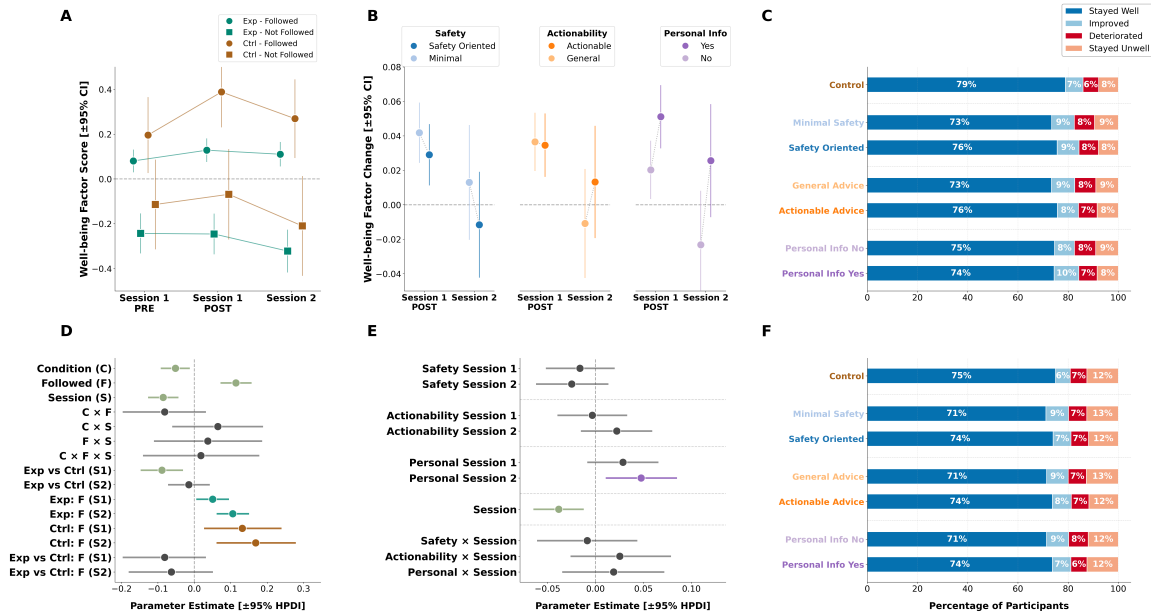 A
Exp - Followed
Exp - Not Followed
Ctrl - Followed
Ctrl - Not Followed
Well-being Factor Score [±95% CI]
0.4
0.2
0.0
−0.2
−0.4
Session 1 PRE
Session 1 POST
Session 2
B
Safety
Safety Oriented
Minimal
Actionability
Actionable
General
Personal Info
Yes
No
Well-being Factor Change [±95% CI]
0.08
0.06
0.04
0.02
0.00
−0.02
−0.04
Session 1 POST
Session 2
Session 1 POST
Session 2
Session 1 POST
Session 2
C
Stayed Well
Improved
Deteriorated
Stayed Unwell
Control
79%
7%
6%
8%
Minimal Safety
73%
9%
8%
9%
Safety Oriented
76%
9%
8%
8%
General Advice
73%
9%
8%
9%
Actionable Advice
76%
8%
7%
8%
Personal Info No
75%
8%
8%
9%
Personal Info Yes
74%
10%
7%
8%
0
20
40
60
80
100
D
Condition (C)
Followed (F)
Session (S)
C × F
C × S
F × S
C × F × S
Exp vs Ctrl (S1)
Exp vs Ctrl (S2)
Exp: F (S1)
Exp: F (S2)
Ctrl: F (S1)
Ctrl: F (S2)
Exp vs Ctrl: F (S1)
Exp vs Ctrl: F (S2)
−0.2
−0.1
0.0
0.1
0.2
0.3
Parameter Estimate [±95% HPDI]
E
Safety Session 1
Safety Session 2
Actionability Session 1
Actionability Session 2
Personal Session 1
Personal Session 2
Session
Safety × Session
Actionability × Session
Personal × Session
−0.05
0.00
0.05
0.10
Parameter Estimate [±95% HPDI]
F
Control
75%
6%
7%
12%
Minimal Safety
71%
9%
7%
13%
Safety Oriented
74%
7%
7%
12%
General Advice
71%
9%
7%
13%
Actionable Advice
74%
8%
7%
12%
Personal Info No
71%
9%
8%
12%
Personal Info Yes
74%
7%
6%
12%
0
20
40
60
80
100
Percentage of Participants